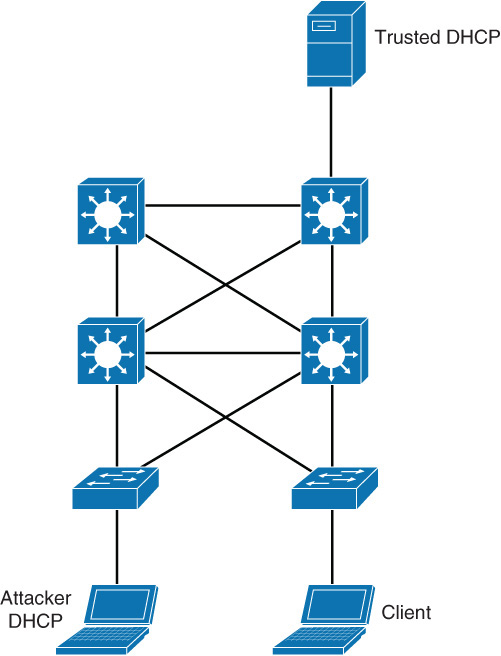 Trusted DHCP
Attacker
DHCP
Client